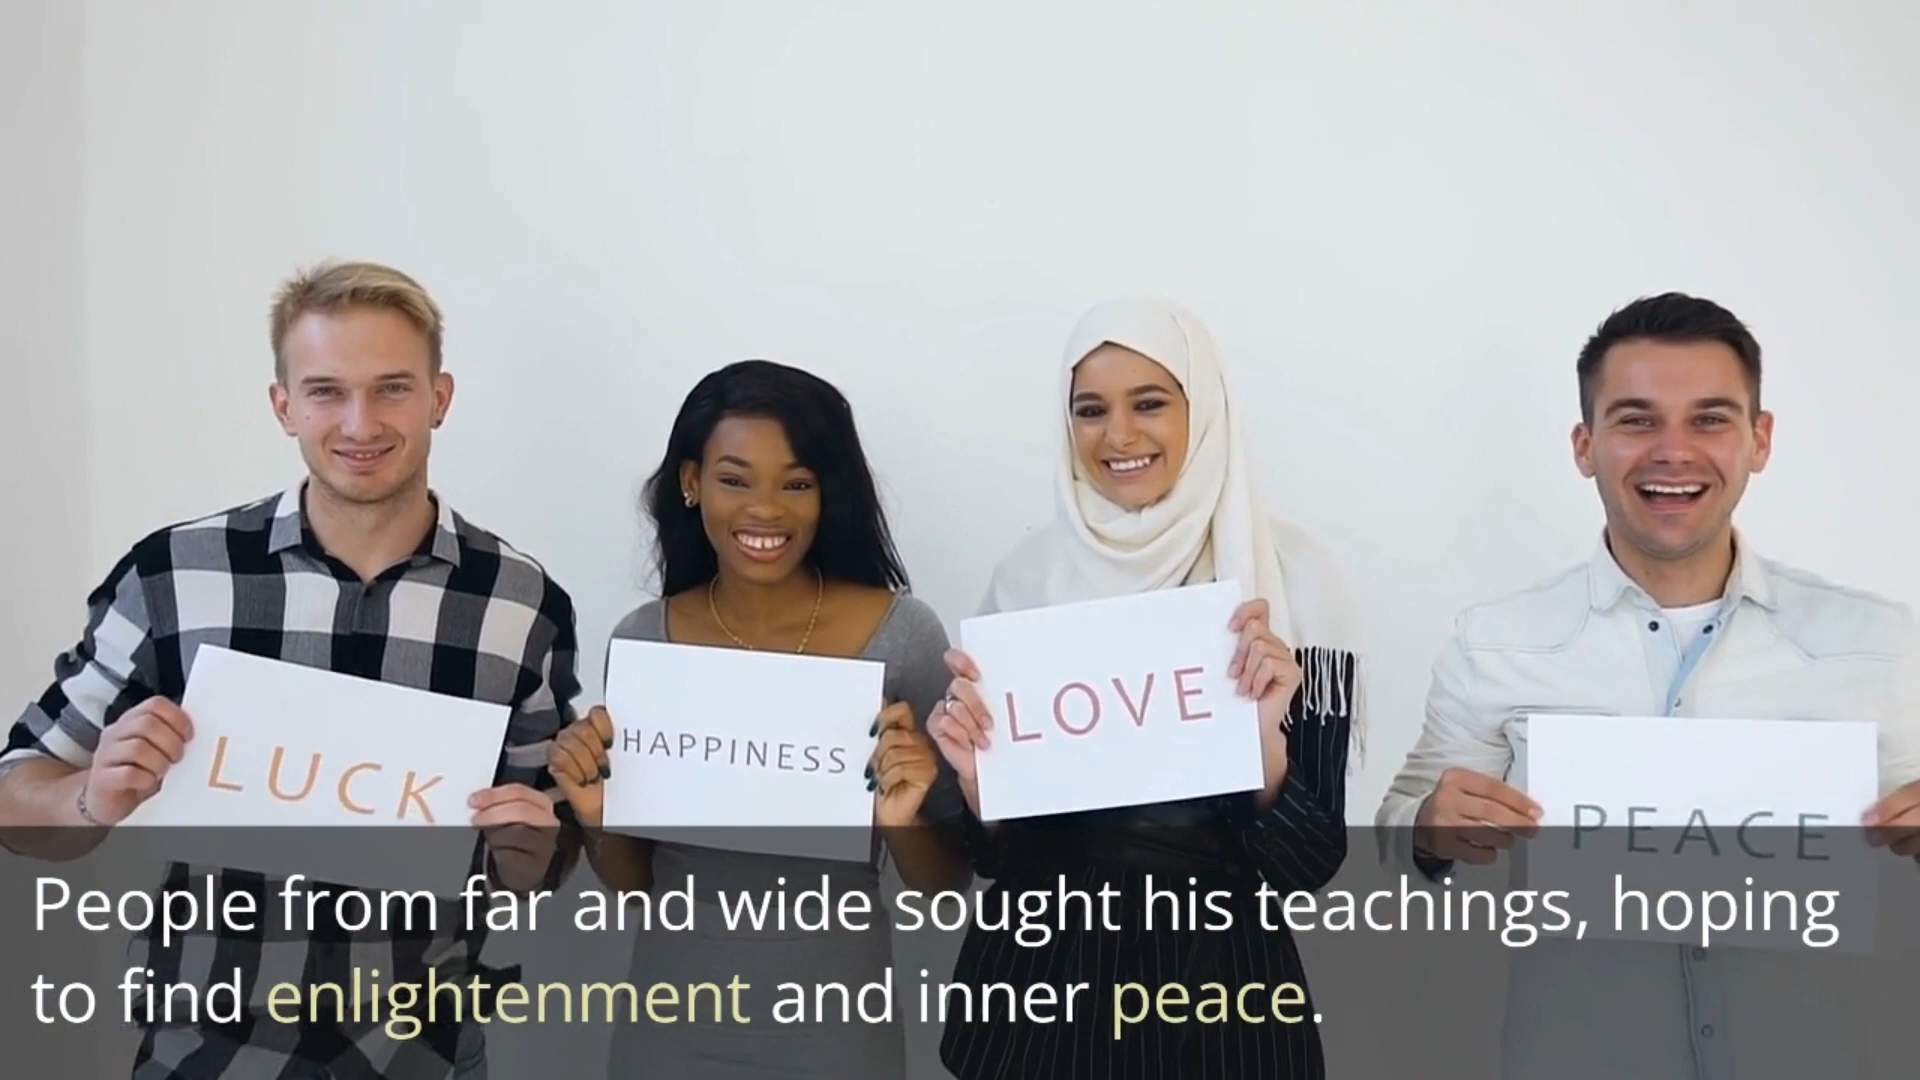 LUCK
HAPPINESS
LOVE
PEACE
People from far and wide sought his teachings, hoping
to find enlightenment and inner peace.